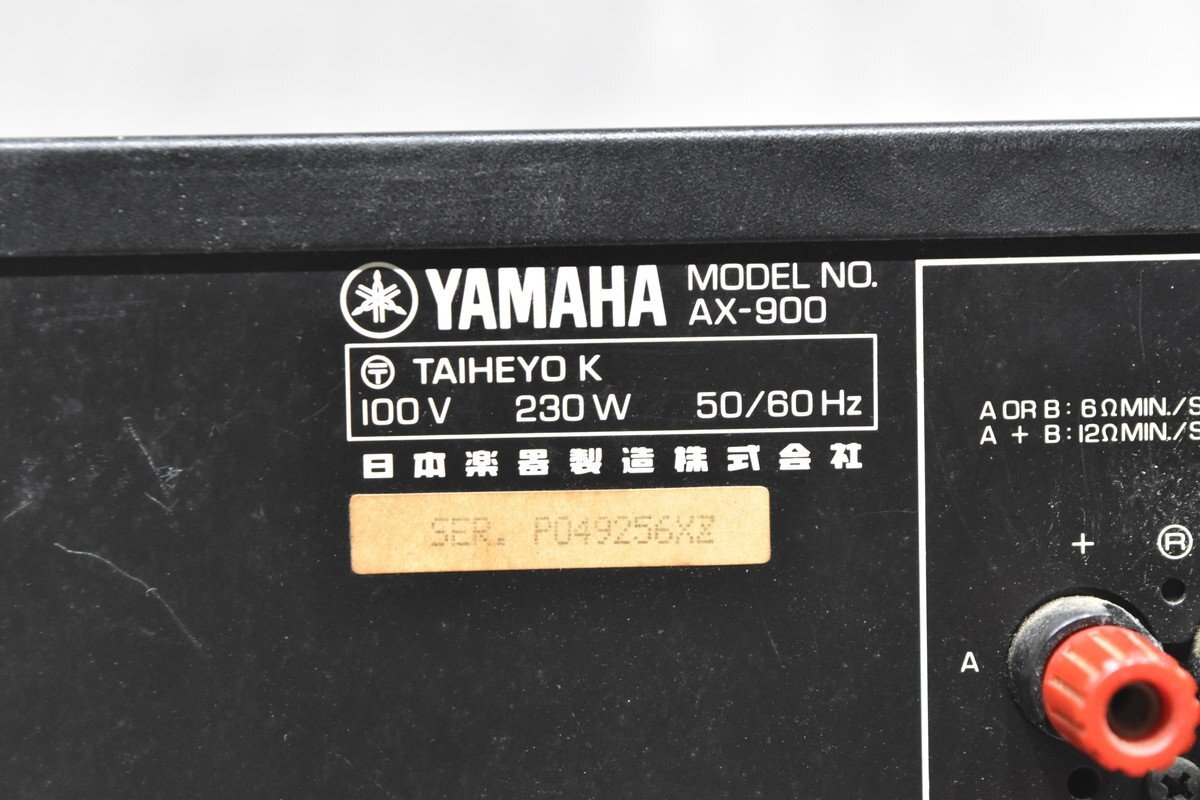 YAMAHA
MODEL NO.
AX-900
〒 TAIHEYO K
100V 230W 50/60Hz
日本楽器製造株式会社
SER. P049256XZ
A OR B : 6ΩMIN./S
A + B : 12ΩMIN./S
+ R
A